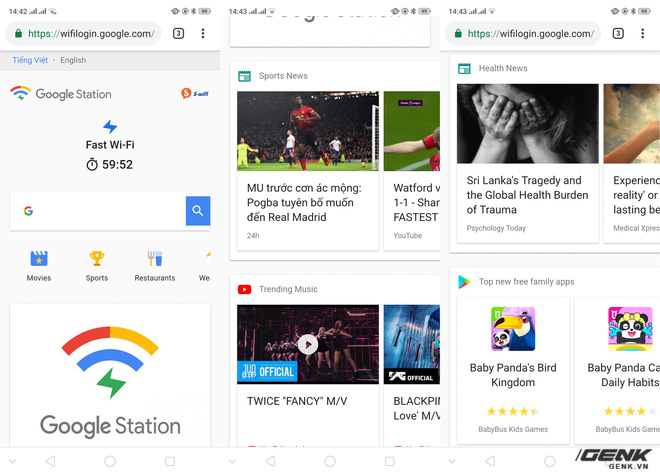 14:42
99
https://wifilogin.google.com/
3
Tiếng Việt · English
Google Station
S-wifi
Fast Wi-Fi
59:52
G
Movies
Sports
Restaurants
We
Google Station
14:43
99
Google Station
Sports News
MU trước cơn ác mộng:
Pogba tuyên bố muốn
đến Real Madrid
24h
Watford v
1-1 - Shar
FASTEST
YouTube
Trending Music
OFFICIAL
TWICE "FANCY" M/V
YG OFFICIAL
BLACKPIN
Love' M/V
14:43
99
https://wifilogin.google.com/
3
Health News
Sri Lanka's Tragedy and
the Global Health Burden
of Trauma
Psychology Today
Experienc
reality' or
lasting be
Medical Xpres
Top new free family apps
Baby Panda's Bird
Kingdom
BabyBus Kids Games
Baby Panda Ca
Daily Habits
BabyBus Kids Gam
GENK
GENK.VN